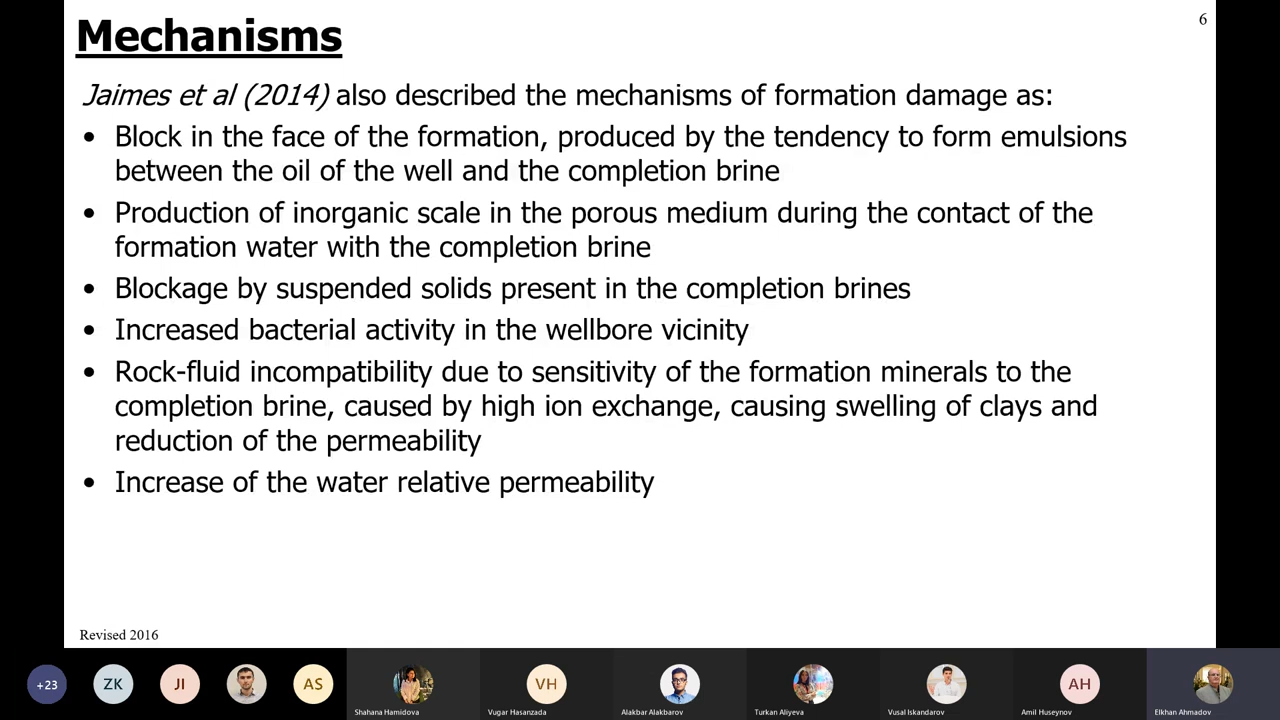 Mechanisms
6
Jaimes et al (2014) also described the mechanisms of formation damage as:
• Block in the face of the formation, produced by the tendency to form emulsions
between the oil of the well and the completion brine
• Production of inorganic scale in the porous medium during the contact of the
formation water with the completion brine
• Blockage by suspended solids present in the completion brines
• Increased bacterial activity in the wellbore vicinity
• Rock-fluid incompatibility due to sensitivity of the formation minerals to the
completion brine, caused by high ion exchange, causing swelling of clays and
reduction of the permeability
• Increase of the water relative permeability
Revised 2016
+23
ZK
JI
AS
Shahana Hamidova
VH
Vugar Hasanzada
Alakbar Alakbarov
Turkan Aliyeva
Vusal Iskandarov
AH
Amil Huseynov
Elkhan Ahmadov